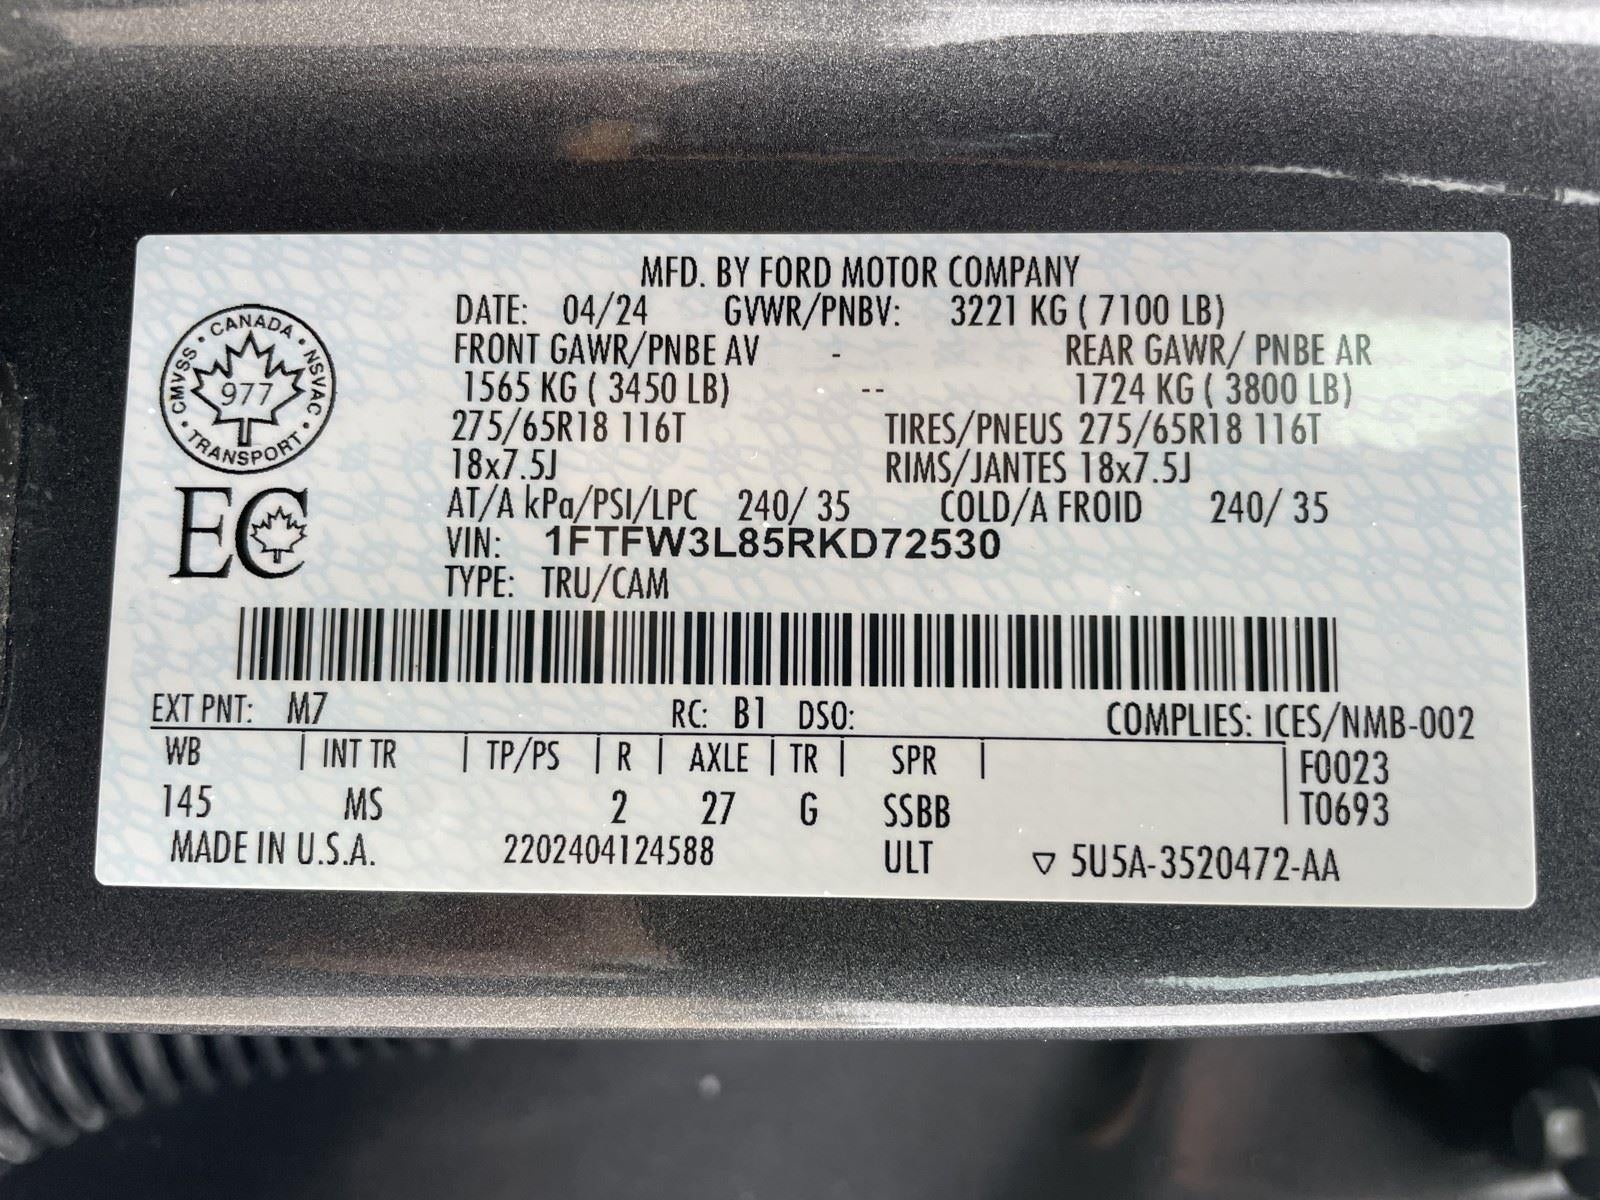 MFD. BY FORD MOTOR COMPANY
DATE: 04/24 GVWR/PNBV: 3221 KG ( 7100 LB)
FRONT GAWR/PNBE AV - REAR GAWR/ PNBE AR
1565 KG ( 3450 LB) -- 1724 KG ( 3800 LB)
275/65R18 116T TIRES/PNEUS 275/65R18 116T
18x7.5J RIMS/JANTES 18x7.5J
AT/A kPa/PSI/LPC 240/ 35 COLD/A FROID 240/ 35
VIN: 1FTFW3L85RKD72530
TYPE: TRU/CAM
CMVSS · CANADA · NSVAC · TRANSPORT ·
977
EC
EXT PNT: M7 RC: B1 DSO: COMPLIES: ICES/NMB-002
WB | INT TR | TP/PS | R | AXLE | TR | SPR | F0023
145 MS 2 27 G SSBB T0693
MADE IN U.S.A. 2202404124588 ULT ▽ 5U5A-3520472-AA